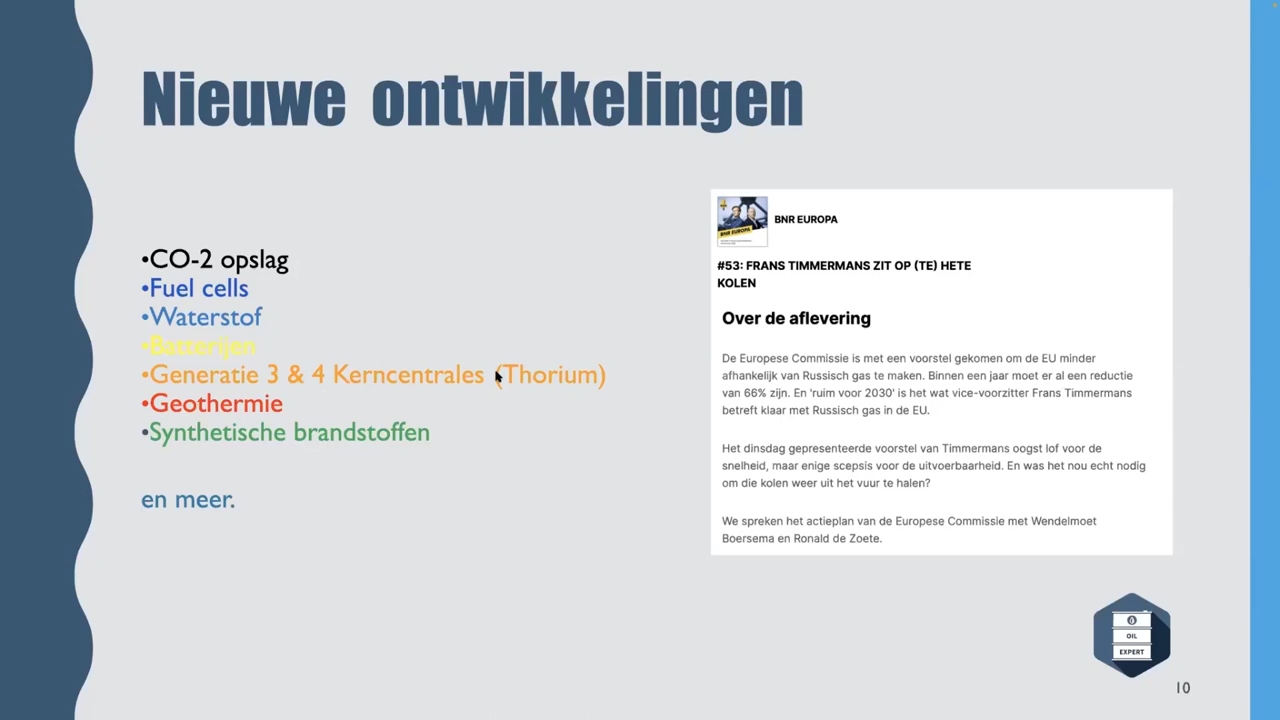 Nieuwe ontwikkelingen
•CO-2 opslag
•Fuel cells
•Waterstof
•Batterijen
•Generatie 3 & 4 Kerncentrales (Thorium)
•Geothermie
•Synthetische brandstoffen
en meer.
BNR EUROPA
BNR EUROPA
#53: FRANS TIMMERMANS ZIT OP (TE) HETE
KOLEN
Over de aflevering
De Europese Commissie is met een voorstel gekomen om de EU minder
afhankelijk van Russisch gas te maken. Binnen een jaar moet er al een reductie
van 66% zijn. En 'ruim voor 2030' is het wat vice-voorzitter Frans Timmermans
betreft klaar met Russisch gas in de EU.
Het dinsdag gepresenteerde voorstel van Timmermans oogst lof voor de
snelheid, maar enige scepsis voor de uitvoerbaarheid. En was het nou echt nodig
om die kolen weer uit het vuur te halen?
We spreken het actieplan van de Europese Commissie met Wendelmoet
Boersema en Ronald de Zoete.
OIL
EXPERT
10